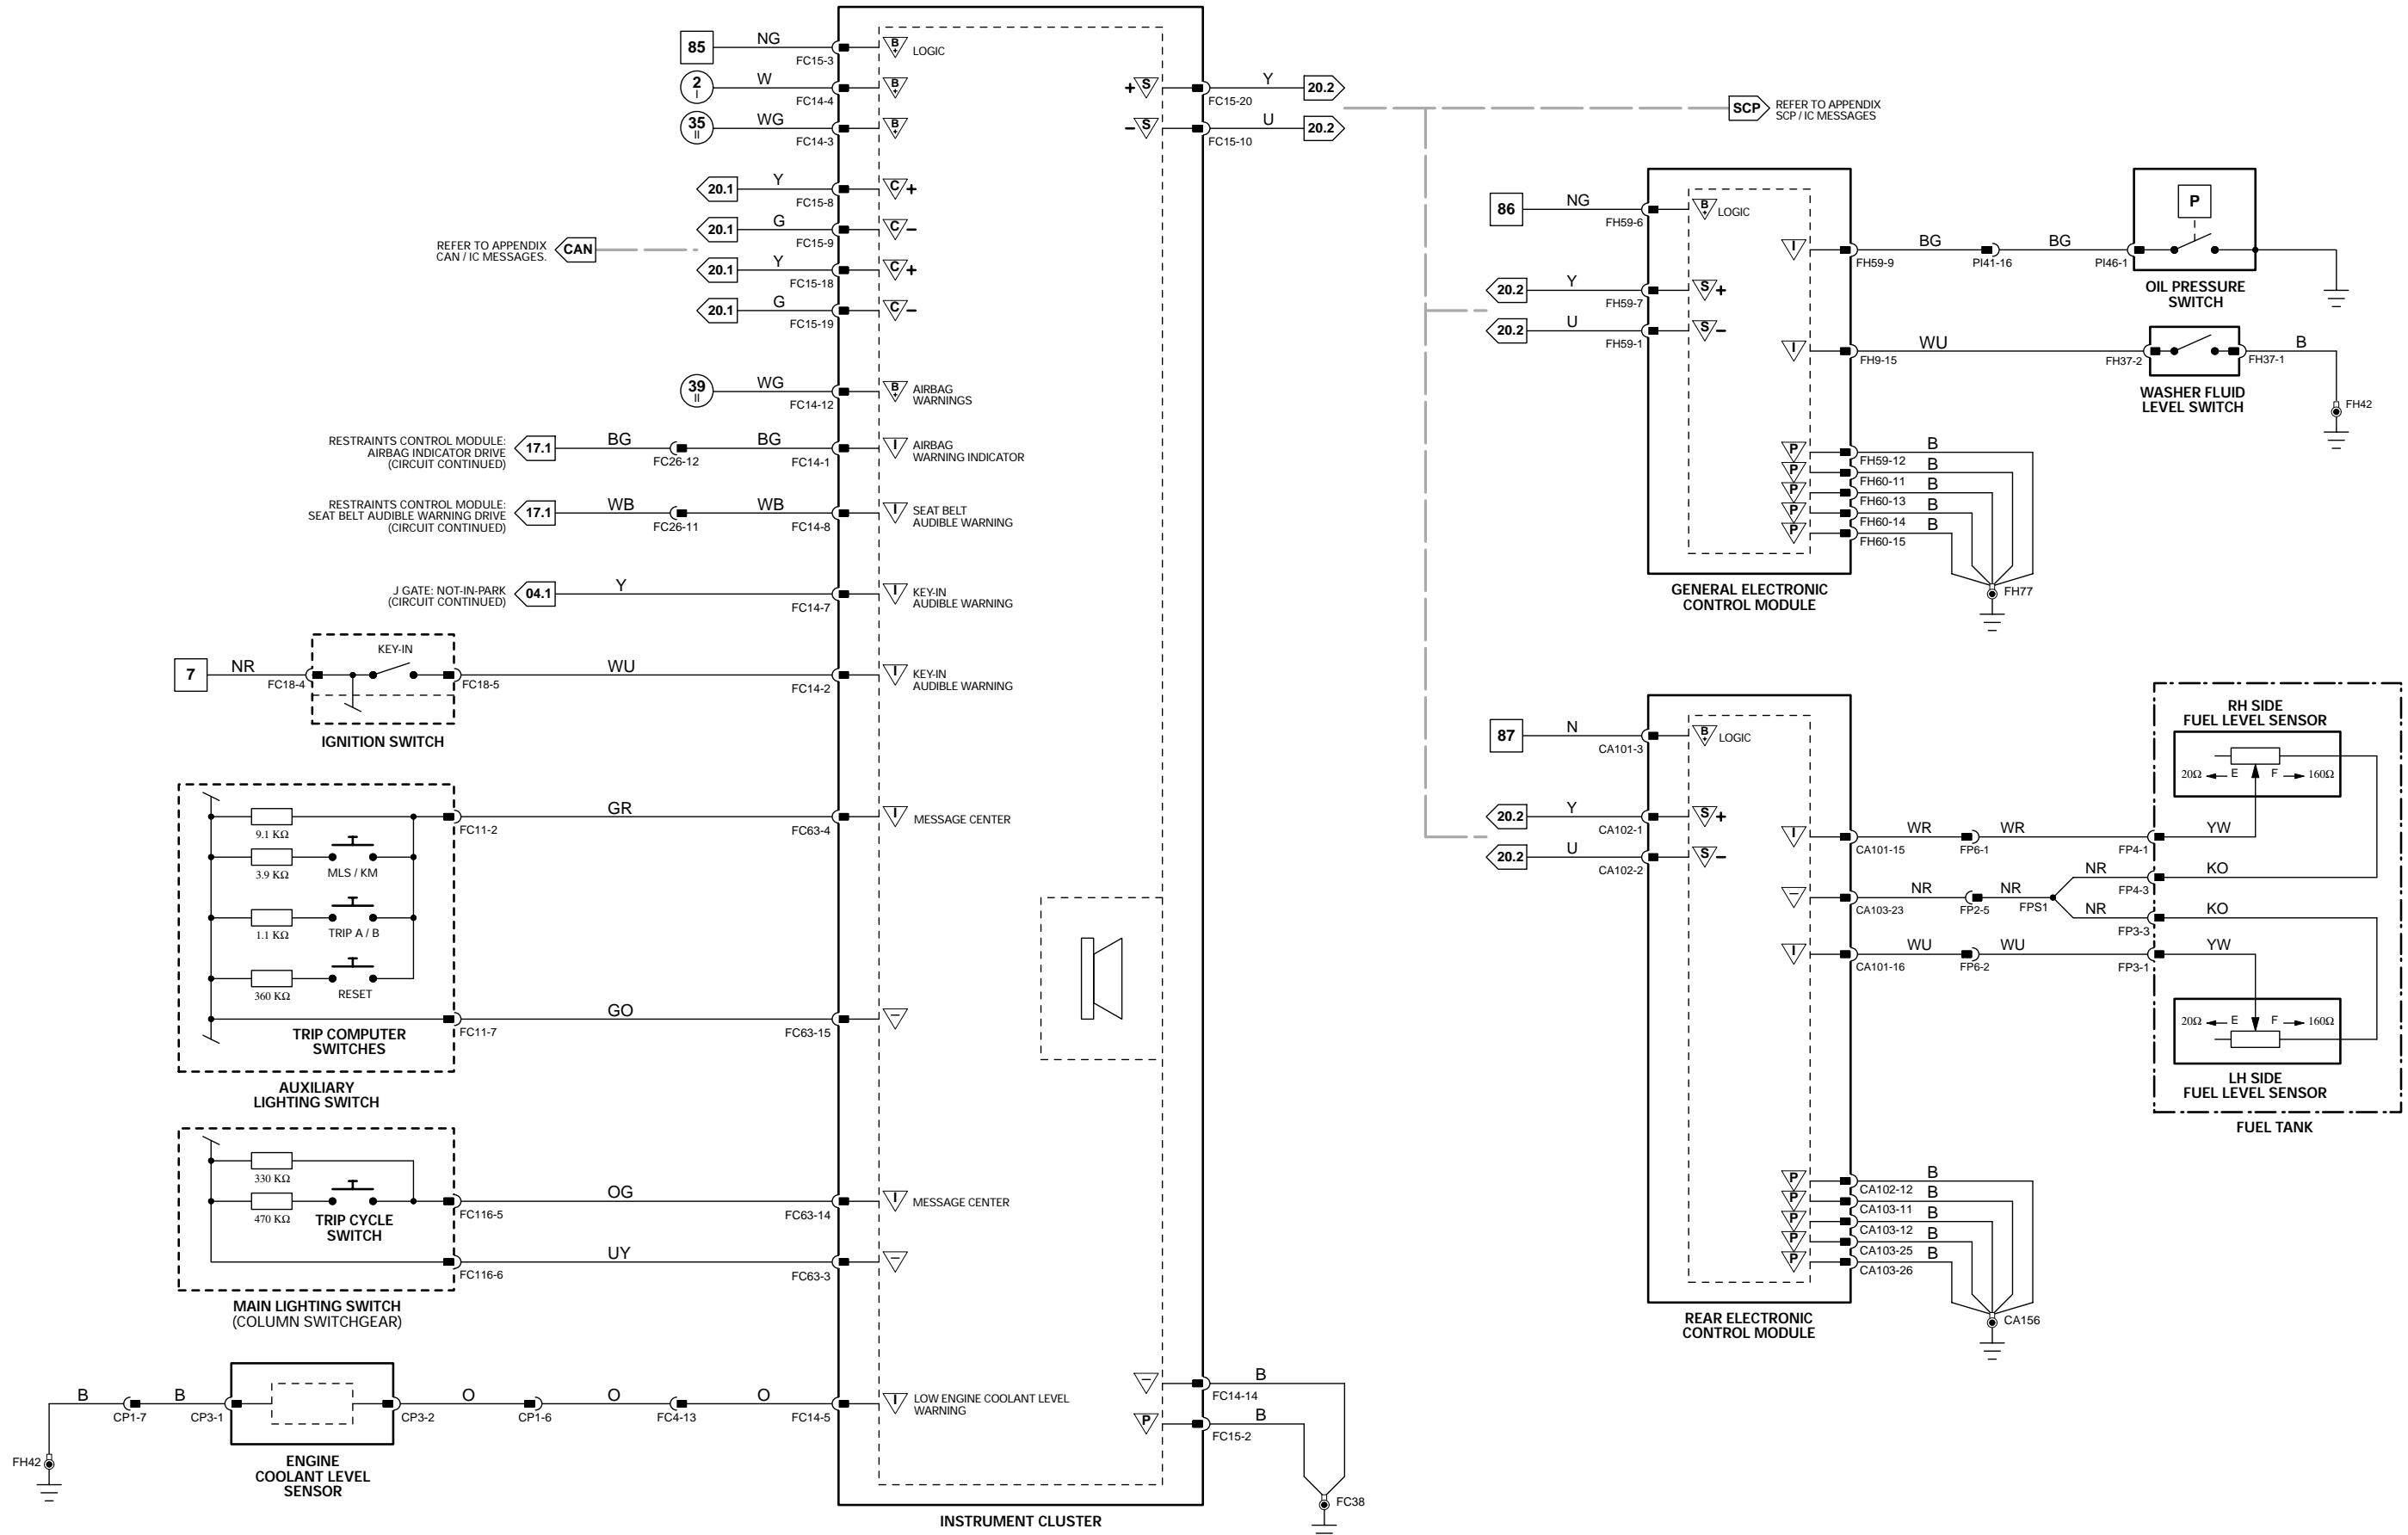 85
NG
FC15-3
B
+
LOGIC
2
I
W
FC14-4
B
+
35
II
WG
FC14-3
B
+
20.1
Y
FC15-8
C
+
20.1
G
FC15-9
C
–
20.1
Y
FC15-18
C
+
20.1
G
FC15-19
C
–
REFER TO APPENDIX
CAN / IC MESSAGES.
CAN
39
II
WG
FC14-12
B
+
AIRBAG
WARNINGS
RESTRAINTS CONTROL MODULE:
AIRBAG INDICATOR DRIVE
(CIRCUIT CONTINUED)
17.1
BG
FC26-12
BG
FC14-1
I
AIRBAG
WARNING INDICATOR
RESTRAINTS CONTROL MODULE:
SEAT BELT AUDIBLE WARNING DRIVE
(CIRCUIT CONTINUED)
17.1
WB
FC26-11
WB
FC14-8
I
SEAT BELT
AUDIBLE WARNING
J GATE: NOT-IN-PARK
(CIRCUIT CONTINUED)
04.1
Y
FC14-7
I
KEY-IN
AUDIBLE WARNING
7
NR
FC18-4
KEY-IN
FC18-5
WU
FC14-2
I
KEY-IN
AUDIBLE WARNING
IGNITION SWITCH
9.1 KΩ
FC11-2
GR
FC63-4
I
MESSAGE CENTER
3.9 KΩ
MLS / KM
1.1 KΩ
TRIP A / B
360 KΩ
RESET
FC11-7
GO
FC63-15
–
TRIP COMPUTER
SWITCHES
AUXILIARY
LIGHTING SWITCH
330 KΩ
470 KΩ
TRIP CYCLE
SWITCH
FC116-5
OG
FC63-14
I
MESSAGE CENTER
FC116-6
UY
FC63-3
–
MAIN LIGHTING SWITCH
(COLUMN SWITCHGEAR)
FH42
B
CP1-7
B
CP3-1
CP3-2
O
CP1-6
O
FC4-13
O
FC14-5
I
LOW ENGINE COOLANT LEVEL
WARNING
ENGINE
COOLANT LEVEL
SENSOR
+
S
FC15-20
Y
20.2
–
S
FC15-10
U
20.2
–
FC14-14
B
P
FC15-2
B
FC38
INSTRUMENT CLUSTER
SCP
REFER TO APPENDIX
SCP / IC MESSAGES
86
NG
FH59-6
B
+
LOGIC
20.2
Y
FH59-7
S
+
20.2
U
FH59-1
S
–
I
FH59-9
BG
PI41-16
BG
PI46-1
P
OIL PRESSURE
SWITCH
I
FH9-15
WU
FH37-2
FH37-1
B
FH42
WASHER FLUID
LEVEL SWITCH
P
FH59-12
B
P
FH60-11
B
P
FH60-13
B
P
FH60-14
B
P
FH60-15
B
FH77
GENERAL ELECTRONIC
CONTROL MODULE
87
N
CA101-3
B
+
LOGIC
20.2
Y
CA102-1
S
+
20.2
U
CA102-2
S
–
I
CA101-15
WR
FP6-1
WR
FP4-1
YW
–
CA103-23
NR
FP2-5
NR
FPS1
NR
FP4-3
KO
NR
FP3-3
KO
I
CA101-16
WU
FP6-2
WU
FP3-1
YW
RH SIDE
FUEL LEVEL SENSOR
20Ω
E
F
160Ω
20Ω
E
F
160Ω
LH SIDE
FUEL LEVEL SENSOR
FUEL TANK
P
CA102-12
B
P
CA103-11
B
P
CA103-12
B
P
CA103-25
B
P
CA103-26
B
CA156
REAR ELECTRONIC
CONTROL MODULE